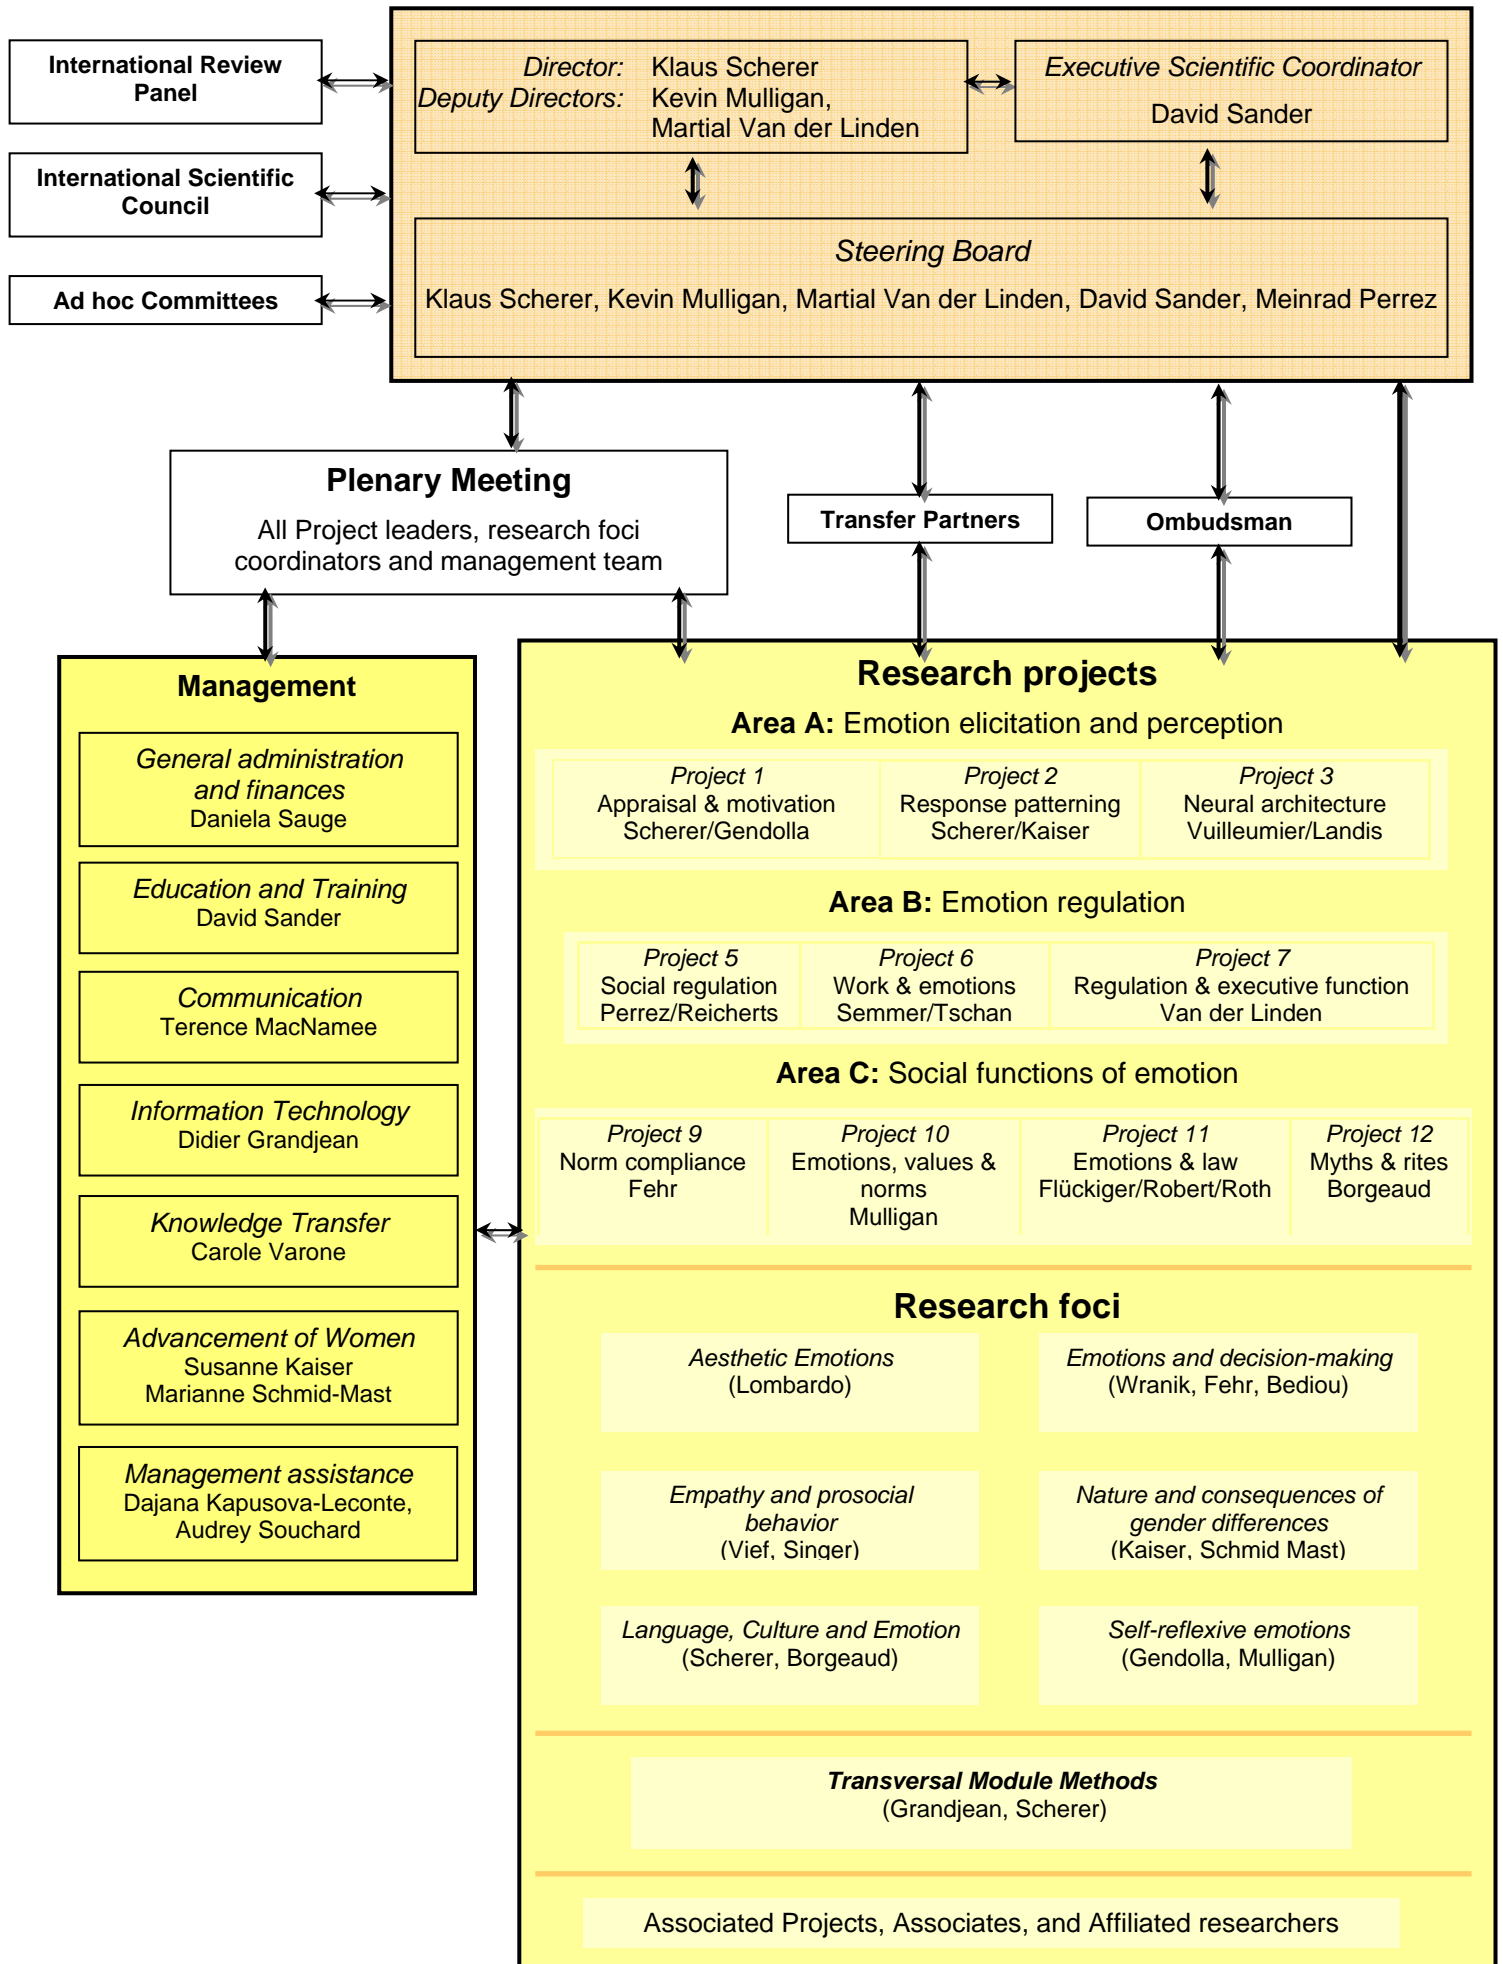 International Review
Panel
International Scientific
Council
Ad hoc Committees
Director: Klaus Scherer
Deputy Directors: Kevin Mulligan,
Martial Van der Linden
Executive Scientific Coordinator
David Sander
Steering Board
Klaus Scherer, Kevin Mulligan, Martial Van der Linden, David Sander, Meinrad Perrez
Plenary Meeting
All Project leaders, research foci
coordinators and management team
Transfer Partners
Ombudsman
Management
General administration
and finances
Daniela Sauge
Education and Training
David Sander
Communication
Terence MacNamee
Information Technology
Didier Grandjean
Knowledge Transfer
Carole Varone
Advancement of Women
Susanne Kaiser
Marianne Schmid-Mast
Management assistance
Dajana Kapusova-Leconte,
Audrey Souchard
Research projects
Area A: Emotion elicitation and perception
Project 1
Appraisal & motivation
Scherer/Gendolla
Project 2
Response patterning
Scherer/Kaiser
Project 3
Neural architecture
Vuilleumier/Landis
Area B: Emotion regulation
Project 5
Social regulation
Perrez/Reicherts
Project 6
Work & emotions
Semmer/Tschan
Project 7
Regulation & executive function
Van der Linden
Area C: Social functions of emotion
Project 9
Norm compliance
Fehr
Project 10
Emotions, values &
norms
Mulligan
Project 11
Emotions & law
Flückiger/Robert/Roth
Project 12
Myths & rites
Borgeaud
Research foci
Aesthetic Emotions
(Lombardo)
Emotions and decision-making
(Wranik, Fehr, Bediou)
Empathy and prosocial
behavior
(Vief, Singer)
Nature and consequences of
gender differences
(Kaiser, Schmid Mast)
Language, Culture and Emotion
(Scherer, Borgeaud)
Self-reflexive emotions
(Gendolla, Mulligan)
Transversal Module Methods
(Grandjean, Scherer)
Associated Projects, Associates, and Affiliated researchers